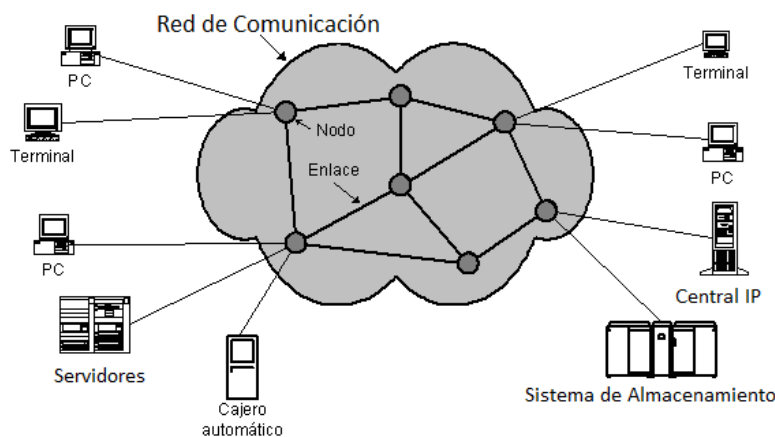 Red de Comunicación
PC
Terminal
Terminal
Nodo
PC
Enlace
PC
Central IP
Servidores
Sistema de Almacenamiento
Cajero
automático